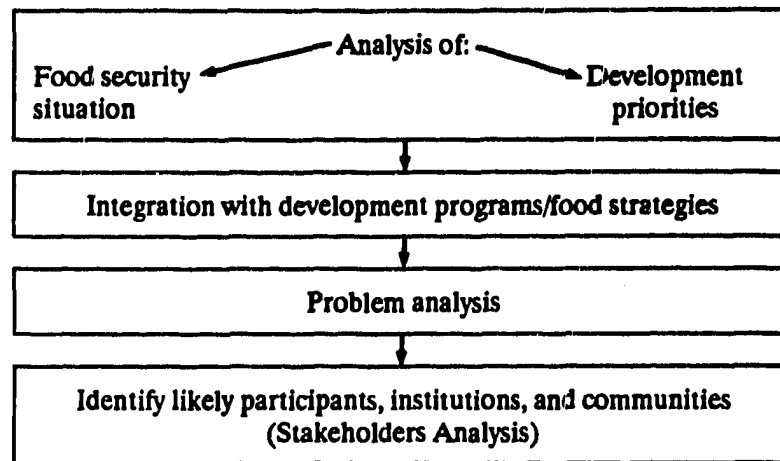 Analysis of:
Food security
situation
Development
priorities
Integration with development programs/food strategies
Problem analysis
Identify likely participants, institutions, and communities
(Stakeholders Analysis)